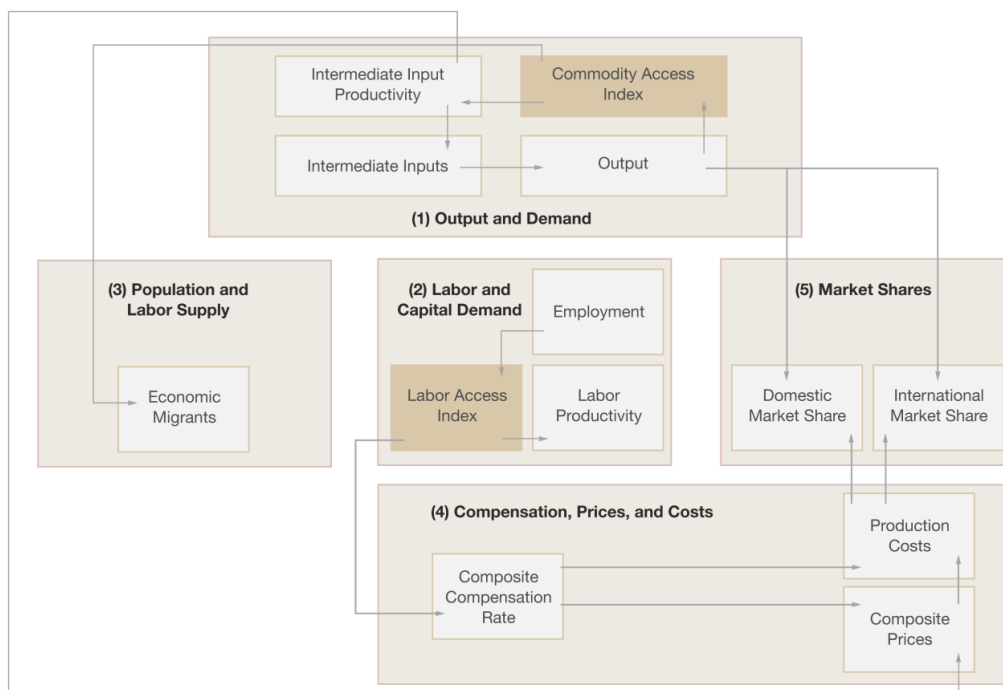 Intermediate Input
Productivity
Commodity Access
Index
Intermediate Inputs
Output
(1) Output and Demand
(3) Population and
Labor Supply
Economic
Migrants
(2) Labor and
Capital Demand
Employment
Labor Access
Index
Labor
Productivity
(5) Market Shares
Domestic
Market Share
International
Market Share
(4) Compensation, Prices, and Costs
Composite
Compensation
Rate
Production
Costs
Composite
Prices